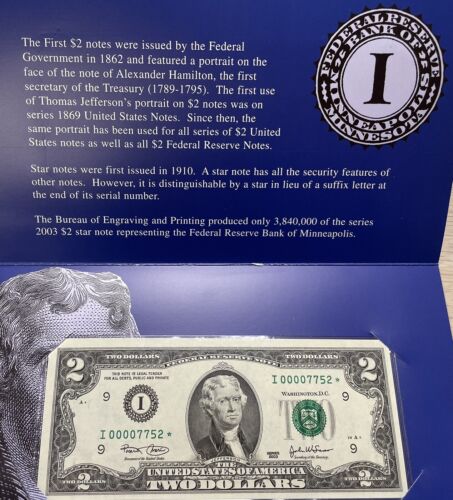 The First $2 notes were issued by the Federal
Government in 1862 and featured a portrait on the
face of the note of Alexander Hamilton, the first
secretary of the Treasury (1789-1795). The first use
of Thomas Jefferson's portrait on $2 notes was on
series 1869 United States Notes. Since then, the
same portrait has been used for all series of $2 United
States notes as well as all $2 Federal Reserve Notes.
Star notes were first issued in 1910. A star note has all the security features of
other notes. However, it is distinguishable by a star in lieu of a suffix letter at
the end of its serial number.
The Bureau of Engraving and Printing produced only 3,840,000 of the series
2003 $2 star note representing the Federal Reserve Bank of Minneapolis.
FEDERAL RESERVE
BANK OF
MINNEAPOLIS
MINNESOTA
I
2
TWO DOLLARS
FEDERAL RESERVE NOTE
TWO DOLLARS
2
THIS NOTE IS LEGAL TENDER
FOR ALL DEBTS, PUBLIC AND PRIVATE
I 00007752 *
WASHINGTON, D.C.
9
9
I
TWO
I 00007752 *
9
9
SERIES
2003
THE
UNITED STATES OF AMERICA
2
TWO DOLLARS
2